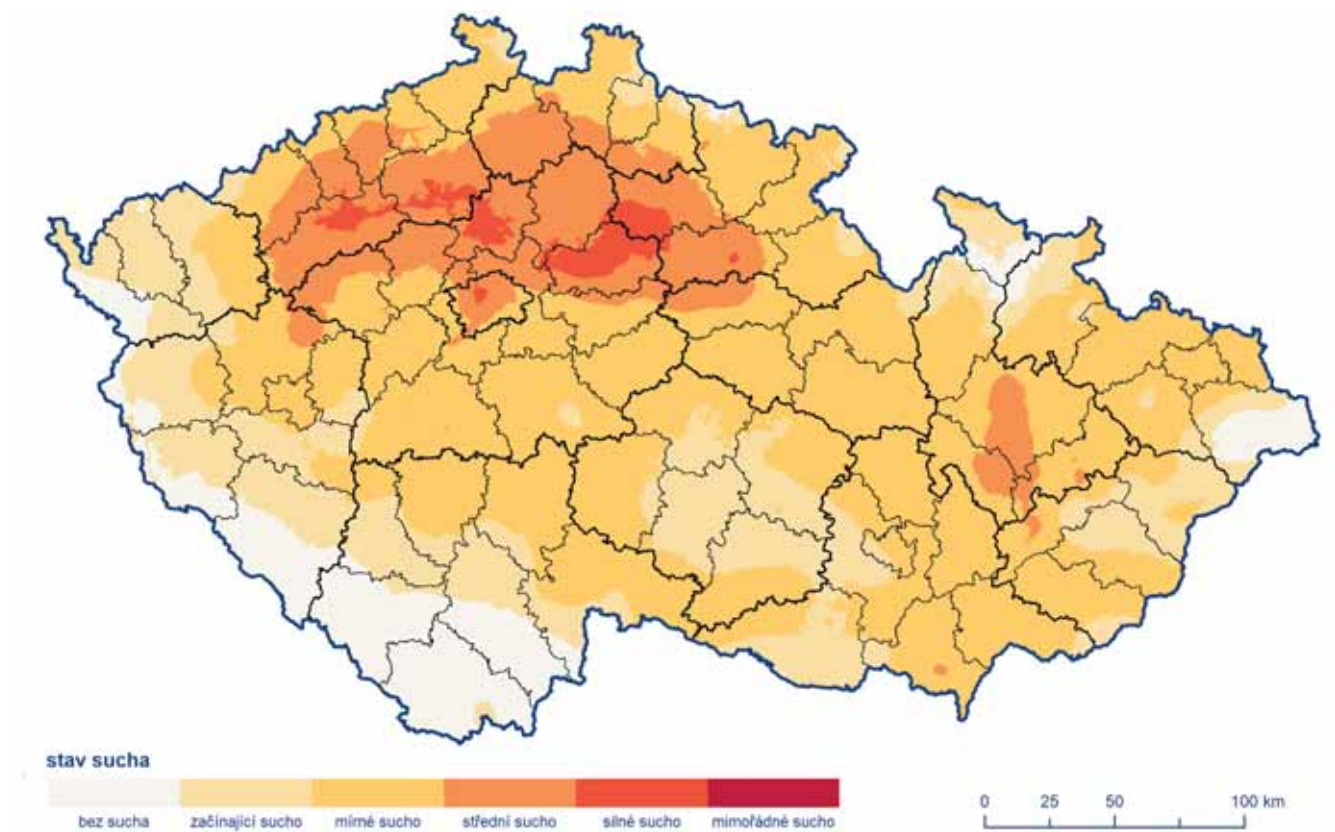 stav sucha
bez sucha začínající sucho mírné sucho střední sucho silné sucho mimořádné sucho
0 25 50 100 km